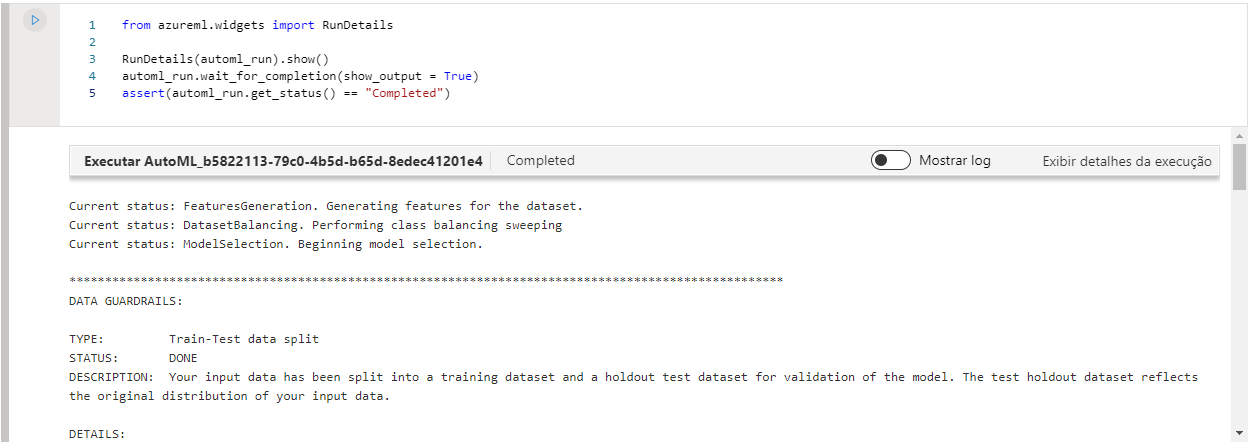 1 from azureml.widgets import RunDetails
2
3 RunDetails(automl_run).show()
4 automl_run.wait_for_completion(show_output = True)
5 assert(automl_run.get_status() == "Completed")
Executar AutoML_b5822113-79c0-4b5d-b65d-8edec41201e4 Completed Mostrar log Exibir detalhes da execução
Current status: FeaturesGeneration. Generating features for the dataset.
Current status: DatasetBalancing. Performing class balancing sweeping
Current status: ModelSelection. Beginning model selection.
****************************************************************************************************
DATA GUARDRAILS:
TYPE: Train-Test data split
STATUS: DONE
DESCRIPTION: Your input data has been split into a training dataset and a holdout test dataset for validation of the model. The test holdout dataset reflects
the original distribution of your input data.
DETAILS: